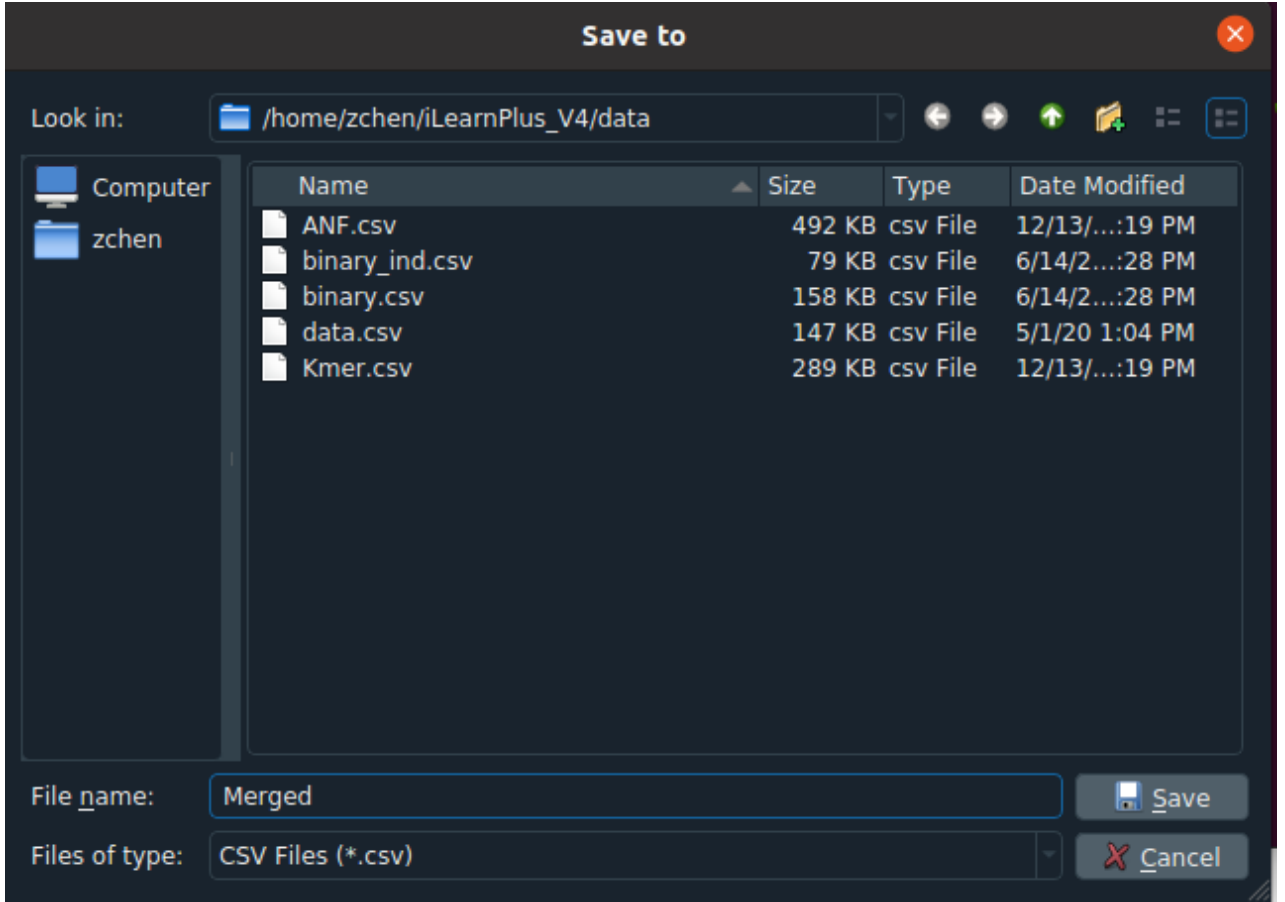 Save to
Look in: /home/zchen/iLearnPlus_V4/data
Computer
zchen
Name Size Type Date Modified
ANF.csv 492 KB csv File 12/13/...:19 PM
binary_ind.csv 79 KB csv File 6/14/2...:28 PM
binary.csv 158 KB csv File 6/14/2...:28 PM
data.csv 147 KB csv File 5/1/20 1:04 PM
Kmer.csv 289 KB csv File 12/13/...:19 PM
File name: Merged Save
Files of type: CSV Files (*.csv) Cancel